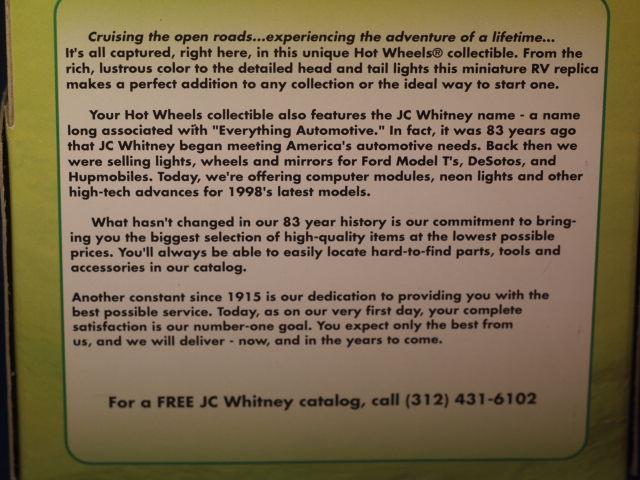 Cruising the open roads...experiencing the adventure of a lifetime...
It's all captured, right here, in this unique Hot Wheels® collectible. From the
rich, lustrous color to the detailed head and tail lights this miniature RV replica
makes a perfect addition to any collection or the ideal way to start one.
Your Hot Wheels collectible also features the JC Whitney name - a name
long associated with "Everything Automotive." In fact, it was 83 years ago
that JC Whitney began meeting America's automotive needs. Back then we
were selling lights, wheels and mirrors for Ford Model T's, DeSotos, and
Hupmobiles. Today, we're offering computer modules, neon lights and other
high-tech advances for 1998's latest models.
What hasn't changed in our 83 year history is our commitment to bring-
ing you the biggest selection of high-quality items at the lowest possible
prices. You'll always be able to easily locate hard-to-find parts, tools and
accessories in our catalog.
Another constant since 1915 is our dedication to providing you with the
best possible service. Today, as on our very first day, your complete
satisfaction is our number-one goal. You expect only the best from
us, and we will deliver - now, and in the years to come.
For a FREE JC Whitney catalog, call (312) 431-6102